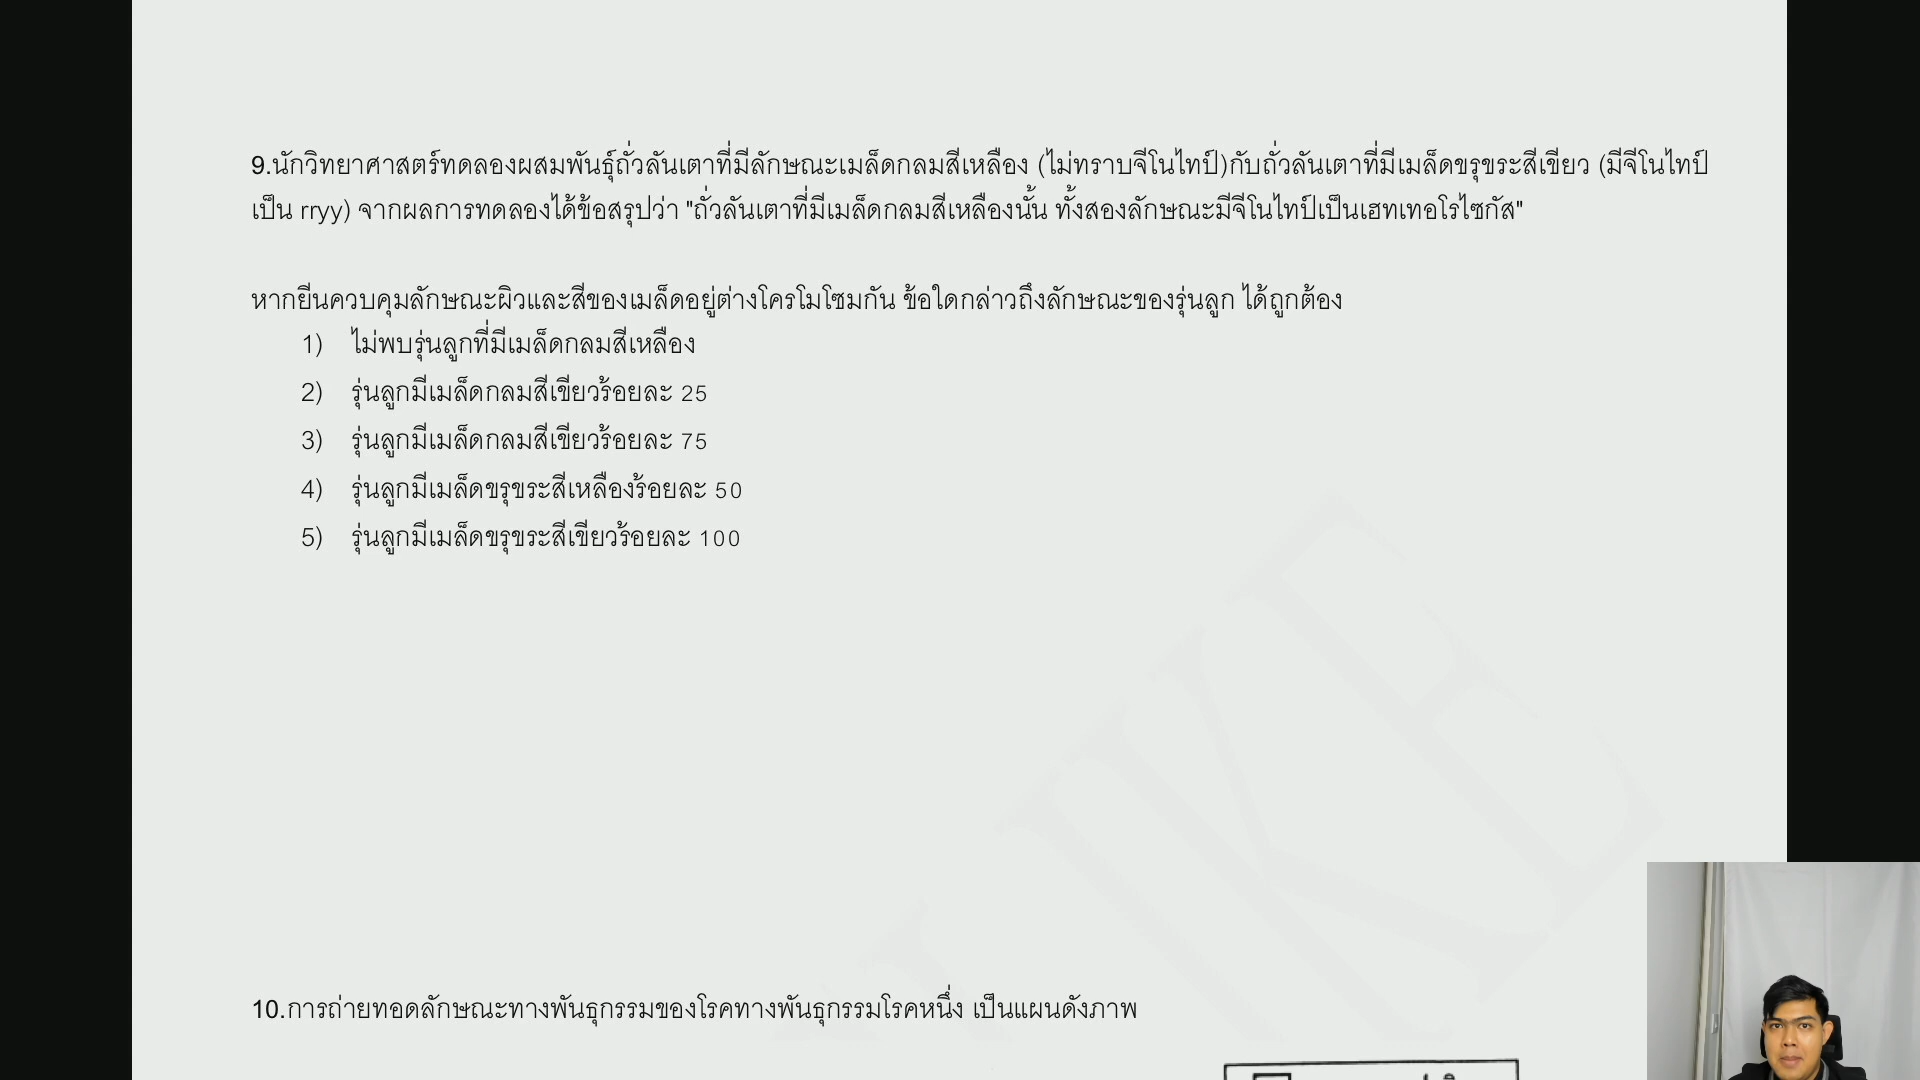 9.นักวิทยาศาสตร์ทดลองผสมพันธุ์ถั่วลันเตาที่มีลักษณะเมล็ดกลมสีเหลือง (ไม่ทราบจีโนไทป์)กับถั่วลันเตาที่มีเมล็ดขรุขระสีเขียว (มีจีโนไทป์
เป็น rryy) จากผลการทดลองได้ข้อสรุปว่า "ถั่วลันเตาที่มีเมล็ดกลมสีเหลืองนั้น ทั้งสองลักษณะมีจีโนไทป์เป็นเฮทเทอโรไซกัส"
หากยีนควบคุมลักษณะผิวและสีของเมล็ดอยู่ต่างโครโมโซมกัน ข้อใดกล่าวถึงลักษณะของรุ่นลูก ได้ถูกต้อง
1) ไม่พบรุ่นลูกที่มีเมล็ดกลมสีเหลือง
2) รุ่นลูกมีเมล็ดกลมสีเขียวร้อยละ 25
3) รุ่นลูกมีเมล็ดกลมสีเขียวร้อยละ 75
4) รุ่นลูกมีเมล็ดขรุขระสีเหลืองร้อยละ 50
5) รุ่นลูกมีเมล็ดขรุขระสีเขียวร้อยละ 100
10.การถ่ายทอดลักษณะทางพันธุกรรมของโรคทางพันธุกรรมโรคหนึ่ง เป็นแผนดังภาพ